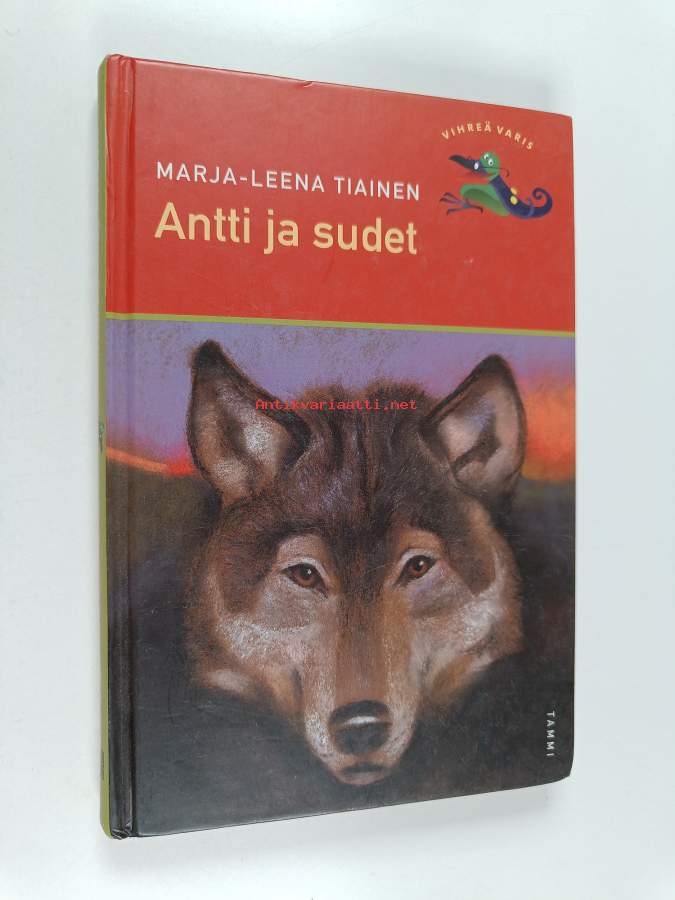 VIHREÄ VARIS
MARJA-LEENA TIAINEN
Antti ja sudet
Antikvariaatti.net
TAMMI